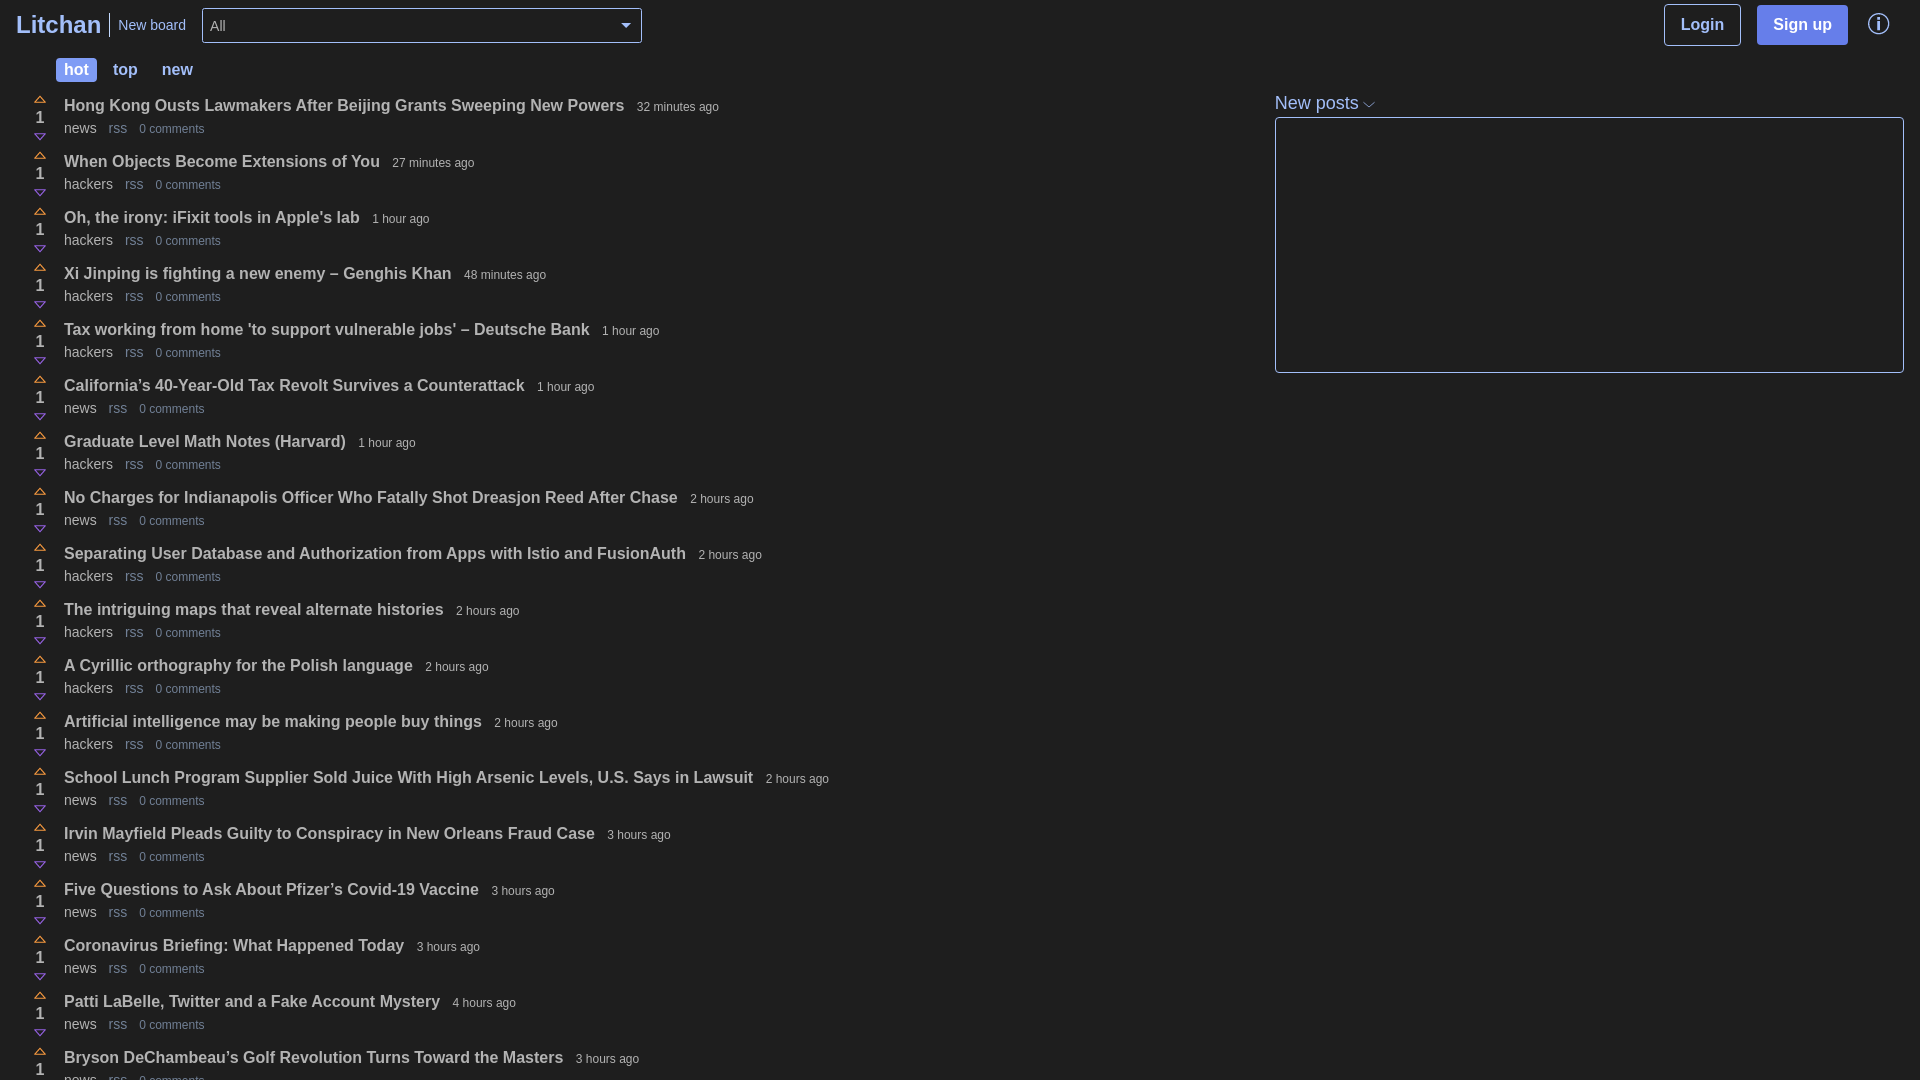 Litchan New board All Login Sign up
hot top new
Hong Kong Ousts Lawmakers After Beijing Grants Sweeping New Powers 32 minutes ago
1
news rss 0 comments
When Objects Become Extensions of You 27 minutes ago
1
hackers rss 0 comments
Oh, the irony: iFixit tools in Apple's lab 1 hour ago
1
hackers rss 0 comments
Xi Jinping is fighting a new enemy – Genghis Khan 48 minutes ago
1
hackers rss 0 comments
Tax working from home 'to support vulnerable jobs' – Deutsche Bank 1 hour ago
1
hackers rss 0 comments
California’s 40-Year-Old Tax Revolt Survives a Counterattack 1 hour ago
1
news rss 0 comments
Graduate Level Math Notes (Harvard) 1 hour ago
1
hackers rss 0 comments
No Charges for Indianapolis Officer Who Fatally Shot Dreasjon Reed After Chase 2 hours ago
1
news rss 0 comments
Separating User Database and Authorization from Apps with Istio and FusionAuth 2 hours ago
1
hackers rss 0 comments
The intriguing maps that reveal alternate histories 2 hours ago
1
hackers rss 0 comments
A Cyrillic orthography for the Polish language 2 hours ago
1
hackers rss 0 comments
Artificial intelligence may be making people buy things 2 hours ago
1
hackers rss 0 comments
School Lunch Program Supplier Sold Juice With High Arsenic Levels, U.S. Says in Lawsuit 2 hours ago
1
news rss 0 comments
Irvin Mayfield Pleads Guilty to Conspiracy in New Orleans Fraud Case 3 hours ago
1
news rss 0 comments
Five Questions to Ask About Pfizer’s Covid-19 Vaccine 3 hours ago
1
news rss 0 comments
Coronavirus Briefing: What Happened Today 3 hours ago
1
news rss 0 comments
Patti LaBelle, Twitter and a Fake Account Mystery 4 hours ago
1
news rss 0 comments
Bryson DeChambeau’s Golf Revolution Turns Toward the Masters 3 hours ago
1
news rss 0 comments
New posts